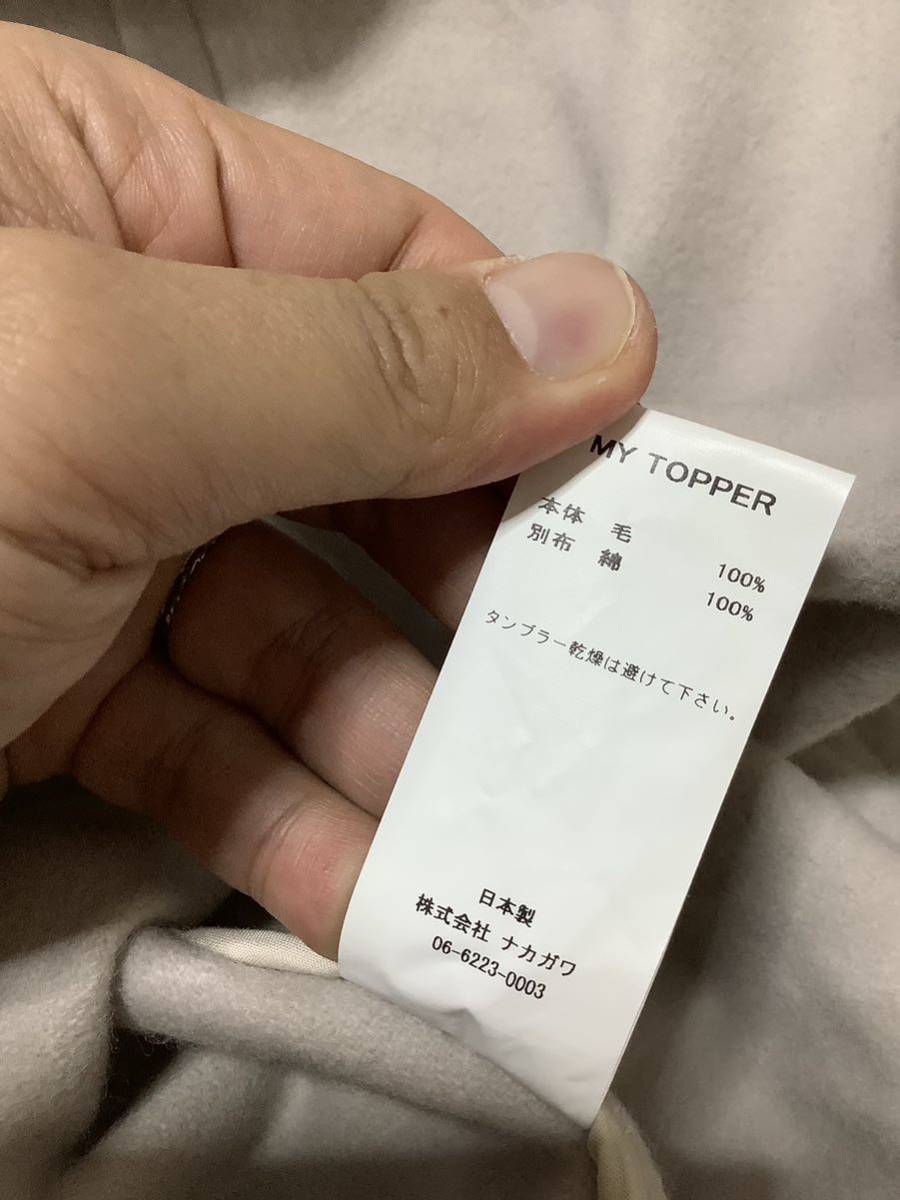 MY TOPPER
本体 毛 100%
別布 綿 100%
タンブラー乾燥は避けて下さい。
日本製
株式会社 ナカガワ
06-6223-0003